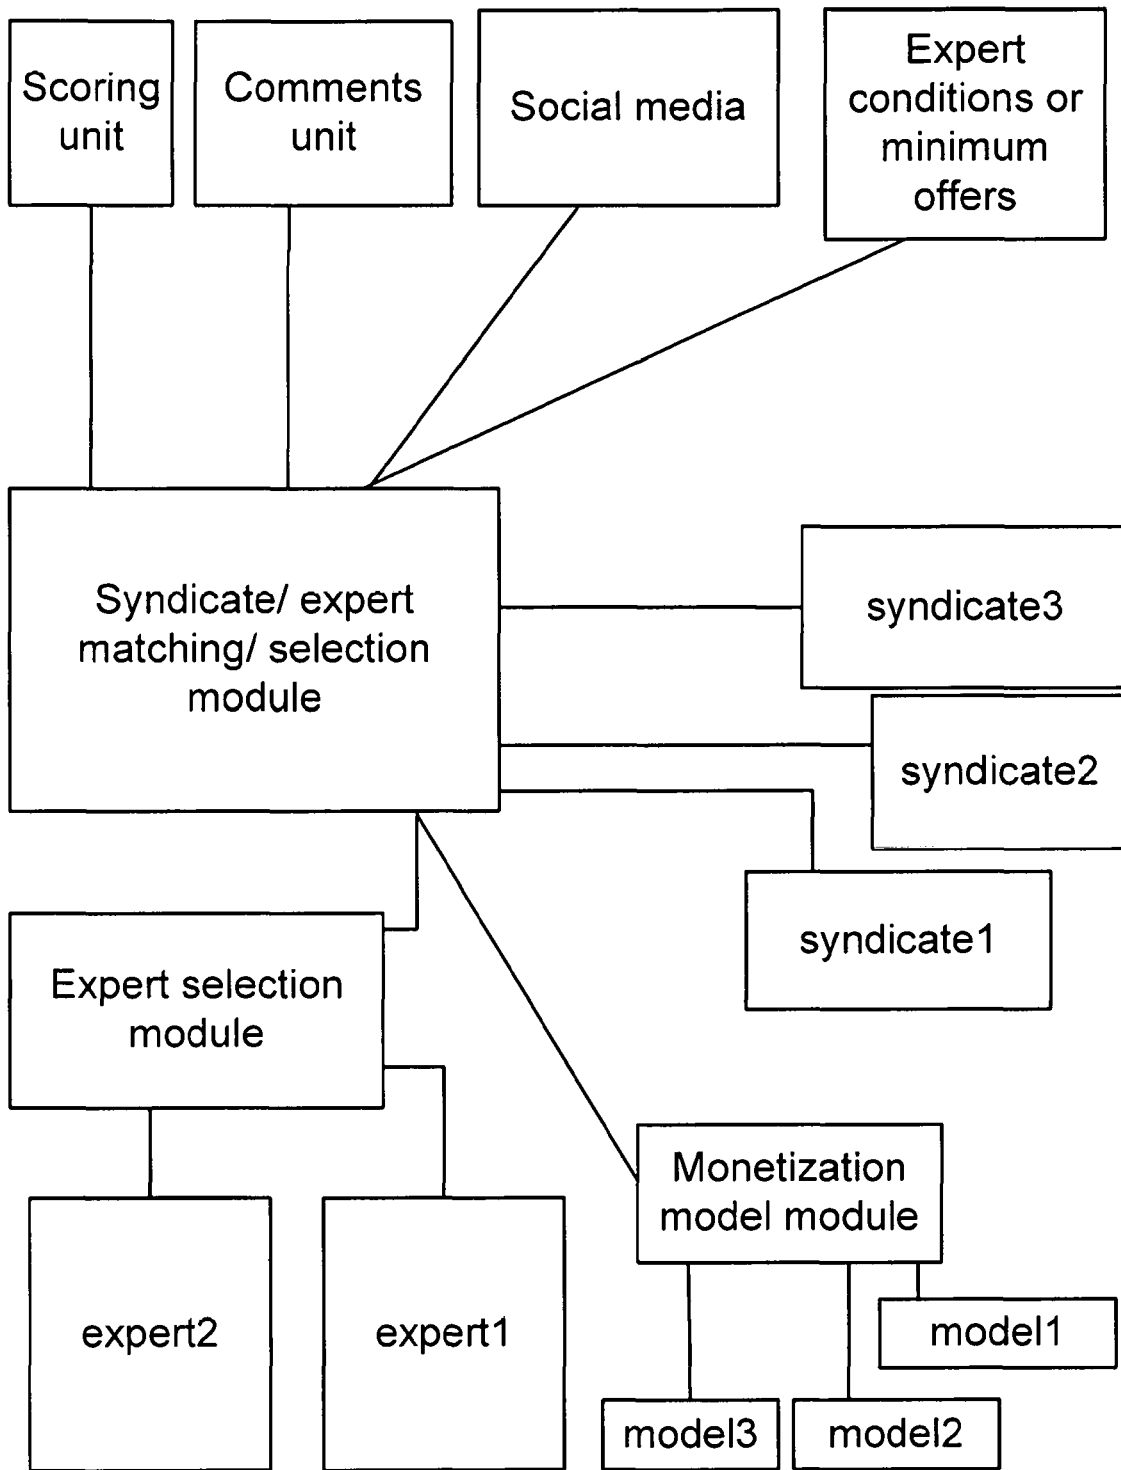 Scoring
unit
Comments
unit
Social media
Expert
conditions or
minimum
offers
Syndicate/ expert
matching/ selection
module
syndicate3
syndicate2
syndicate1
Expert selection
module
Monetization
model module
expert2
expert1
model1
model3
model2